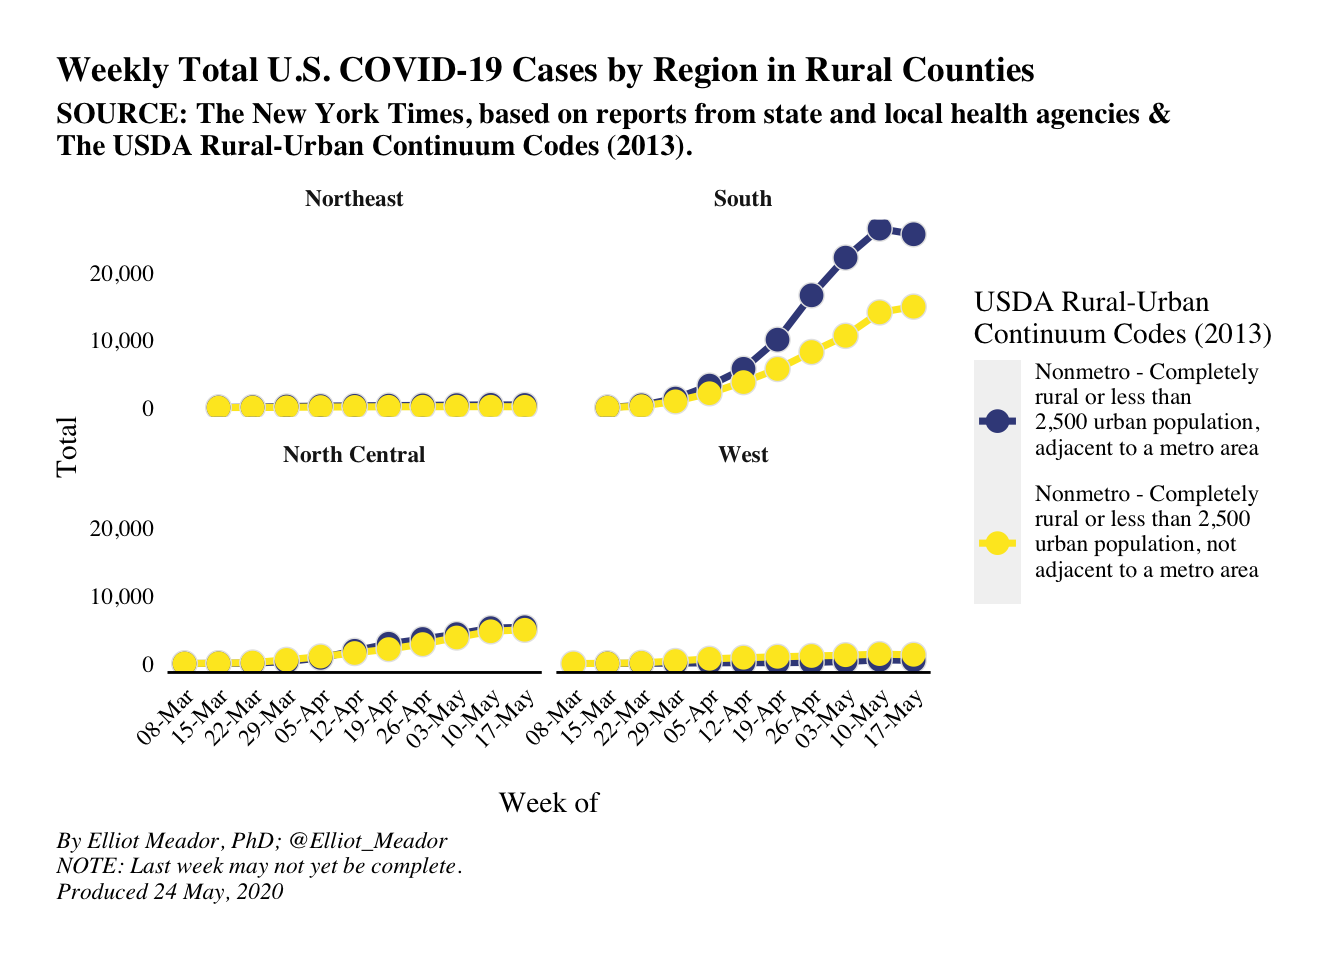 Weekly Total U.S. COVID-19 Cases by Region in Rural Counties
SOURCE: The New York Times, based on reports from state and local health agencies &
The USDA Rural-Urban Continuum Codes (2013).
Northeast
South
20,000
10,000
0
Total
North Central
West
20,000
10,000
0
08-Mar
15-Mar
22-Mar
29-Mar
05-Apr
12-Apr
19-Apr
26-Apr
03-May
10-May
17-May
08-Mar
15-Mar
22-Mar
29-Mar
05-Apr
12-Apr
19-Apr
26-Apr
03-May
10-May
17-May
Week of
USDA Rural-Urban
Continuum Codes (2013)
Nonmetro - Completely
rural or less than
2,500 urban population,
adjacent to a metro area
Nonmetro - Completely
rural or less than 2,500
urban population, not
adjacent to a metro area
By Elliot Meador, PhD; @Elliot_Meador
NOTE: Last week may not yet be complete.
Produced 24 May, 2020